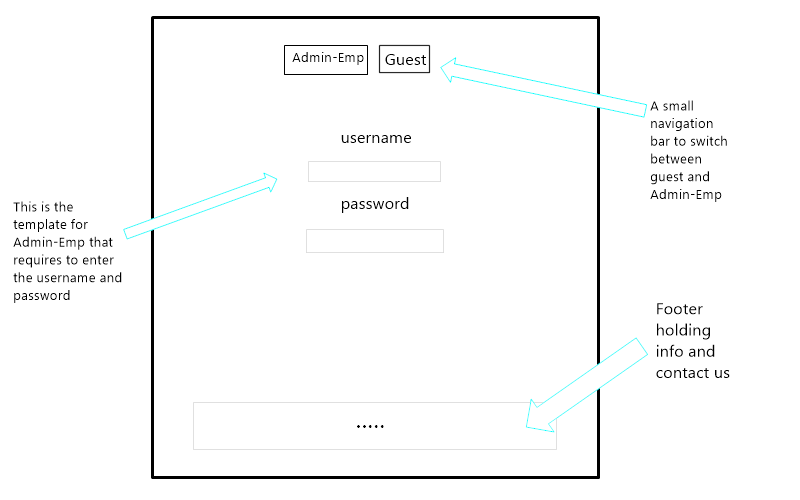 Admin-Emp
Guest
A small
navigation
bar to switch
between
guest and
Admin-Emp
username
password
This is the
template for
Admin-Emp that
requires to enter
the username and
password
Footer
holding
info and
contact us
.....